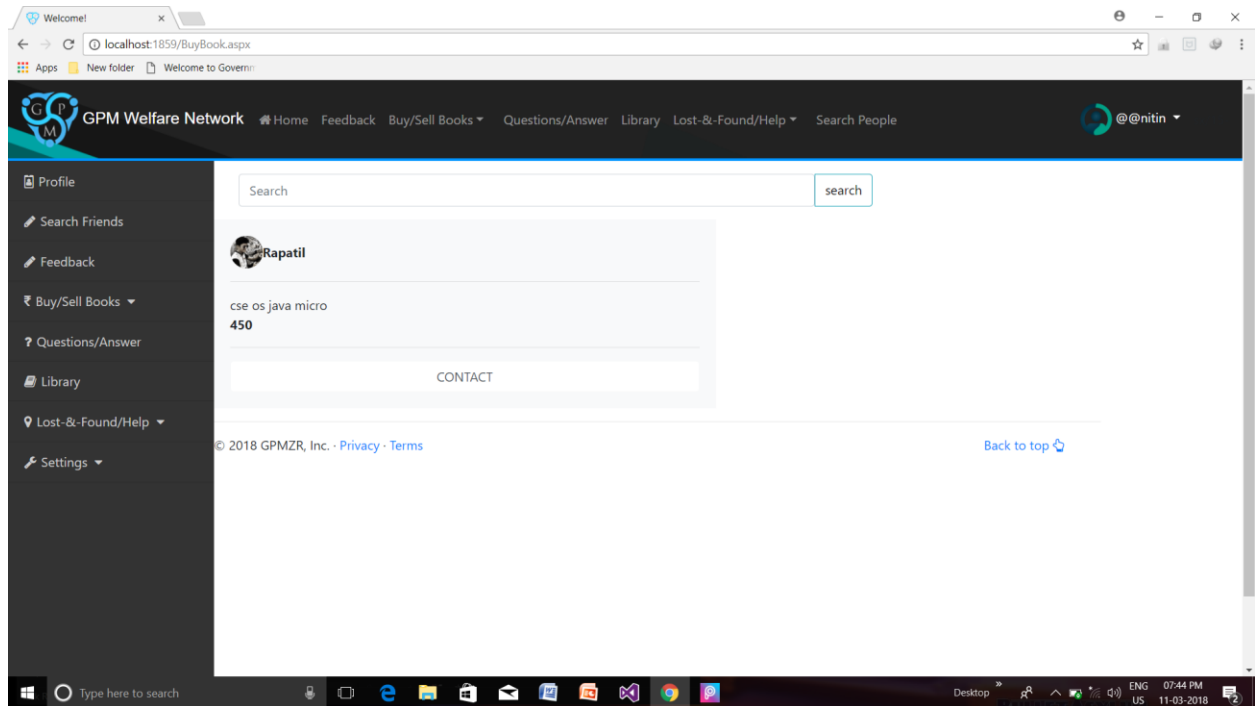 Welcome!
localhost:1859/BuyBook.aspx
Apps New folder Welcome to Governm
G P M
GPM Welfare Network Home Feedback Buy/Sell Books Questions/Answer Library Lost-&-Found/Help Search People @@nitin
Profile
Search Friends
Feedback
₹ Buy/Sell Books
? Questions/Answer
Library
Lost-&-Found/Help
Settings
Search search
Rapatil
cse os java micro
450
CONTACT
© 2018 GPMZR, Inc. · Privacy · Terms Back to top
Type here to search Desktop » ENG 07:44 PM
US 11-03-2018 2